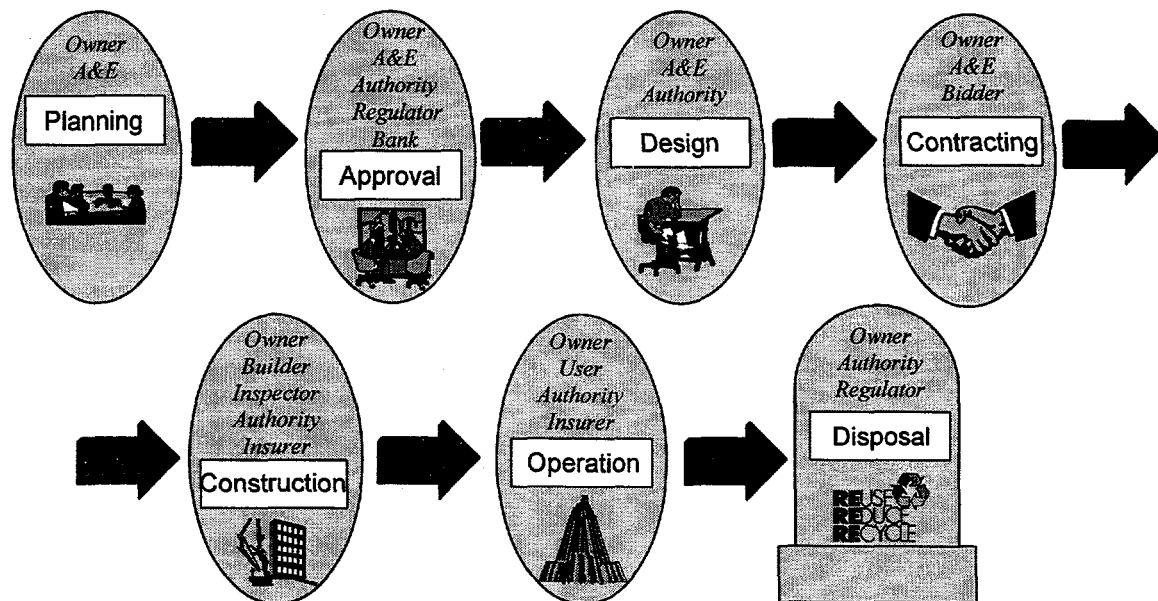 Owner
A&E
Planning
Owner
A&E
Authority
Regulator
Bank
Approval
Owner
A&E
Authority
Design
Owner
A&E
Bidder
Contracting
Owner
Builder
Inspector
Authority
Insurer
Construction
Owner
User
Authority
Insurer
Operation
Owner
Authority
Regulator
Disposal
REUSE
REDUCE
RECYCLE